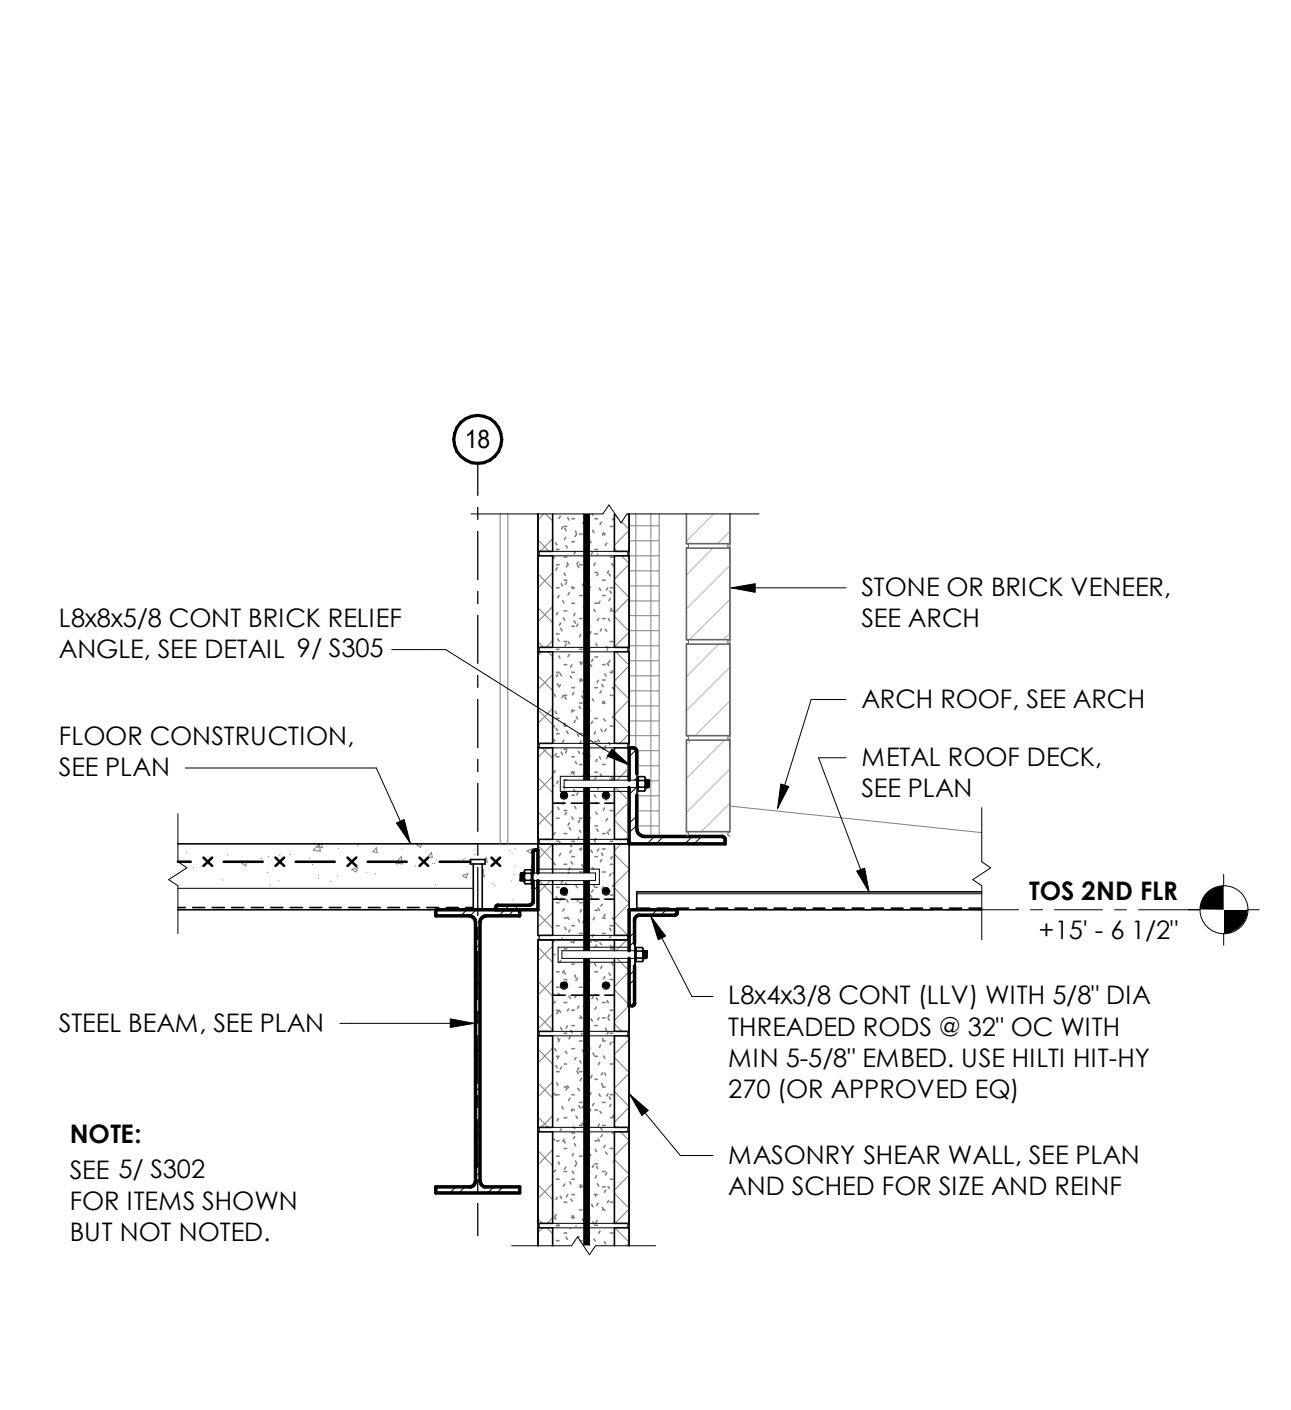 18
L8x8x5/8 CONT BRICK RELIEF
ANGLE, SEE DETAIL 9/ S305
FLOOR CONSTRUCTION,
SEE PLAN
STONE OR BRICK VENEER,
SEE ARCH
ARCH ROOF, SEE ARCH
METAL ROOF DECK,
SEE PLAN
TOS 2ND FLR
+15' - 6 1/2"
L8x4x3/8 CONT (LLV) WITH 5/8" DIA
THREADED RODS @ 32" OC WITH
MIN 5-5/8" EMBED. USE HILTI HIT-HY
270 (OR APPROVED EQ)
STEEL BEAM, SEE PLAN
MASONRY SHEAR WALL, SEE PLAN
AND SCHED FOR SIZE AND REINF
NOTE:
SEE 5/ S302
FOR ITEMS SHOWN
BUT NOT NOTED.